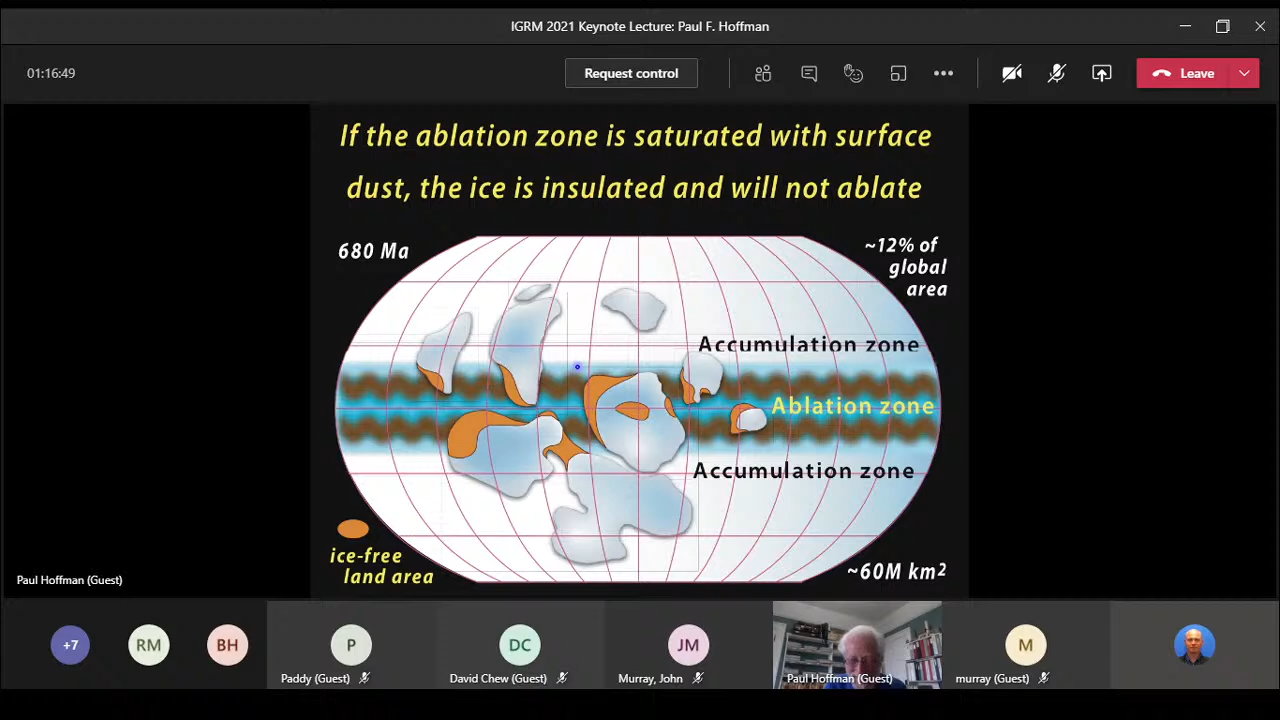 IGRM 2021 Keynote Lecture: Paul F. Hoffman
01:16:49
Request control
Leave
If the ablation zone is saturated with surface
dust, the ice is insulated and will not ablate
680 Ma
~12% of
global
area
Accumulation zone
Ablation zone
Accumulation zone
ice-free
land area
~60M km2
Paul Hoffman (Guest)
+7
RM
BH
P
DC
JM
M
Paddy (Guest)
David Chew (Guest)
Murray, John
Paul Hoffman (Guest)
murray (Guest)